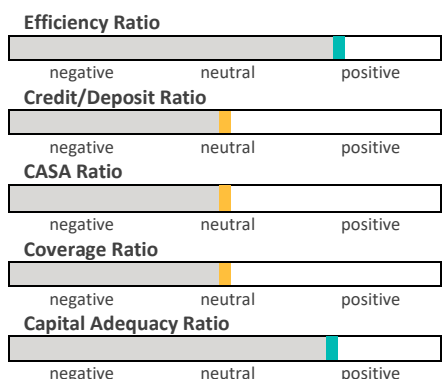 Efficiency Ratio
negative neutral positive
Credit/Deposit Ratio
negative neutral positive
CASA Ratio
negative neutral positive
Coverage Ratio
negative neutral positive
Capital Adequacy Ratio
negative neutral positive